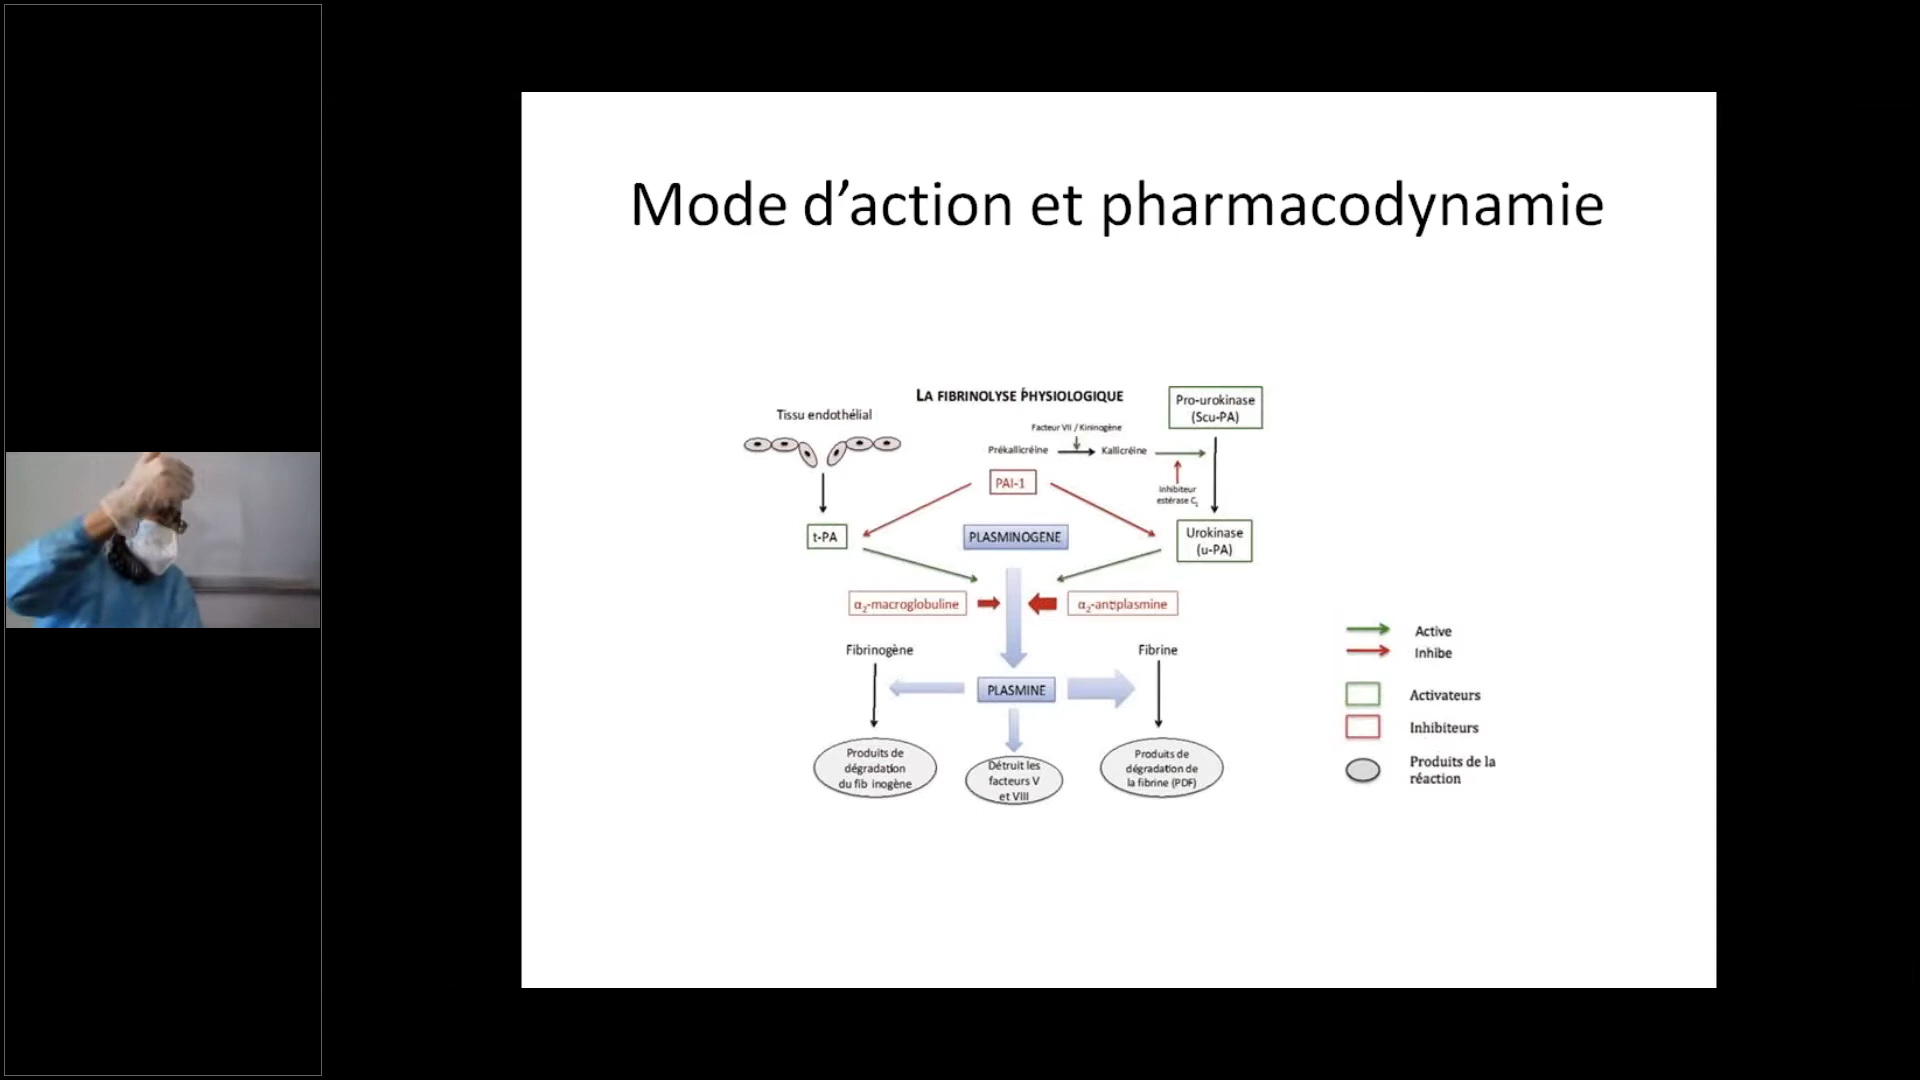 Mode d’action et pharmacodynamie
LA FIBRINOLYSE PHYSIOLOGIQUE
Tissu endothélial
Pro-urokinase
(Scu-PA)
Facteur VII / Kininogène
Prékallicréine
Kallicréine
PAI-1
Inhibiteur
estérase C₁
t-PA
PLASMINOGENE
Urokinase
(u-PA)
α₂-macroglobuline
α₂-antiplasmine
Fibrinogène
Fibrine
PLASMINE
Produits de
dégradation
du fib inogène
Détruit les
facteurs V
et VIII
Produits de
dégradation de
la fibrine (PDF)
Active
Inhibe
Activateurs
Inhibiteurs
Produits de la
réaction